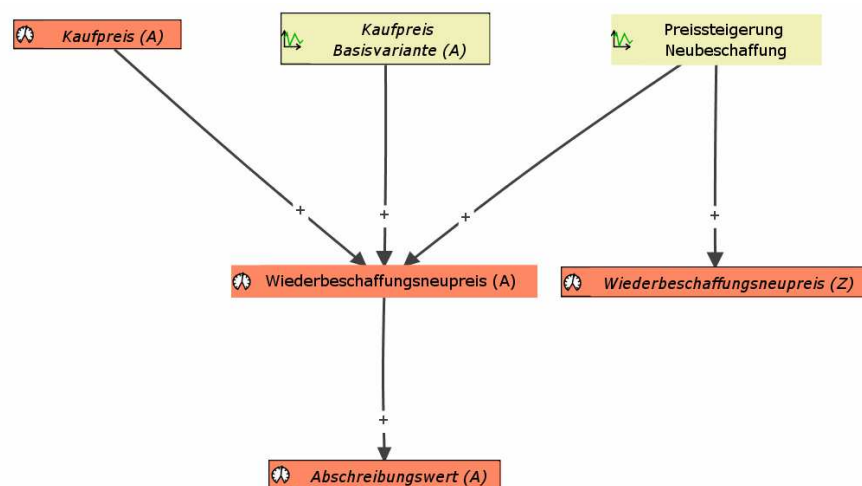 Kaufpreis (A)
Kaufpreis
Basisvariante (A)
Preissteigerung
Neubeschaffung
+
+
+
+
Wiederbeschaffungsneupreis (A)
Wiederbeschaffungsneupreis (Z)
+
Abschreibungswert (A)